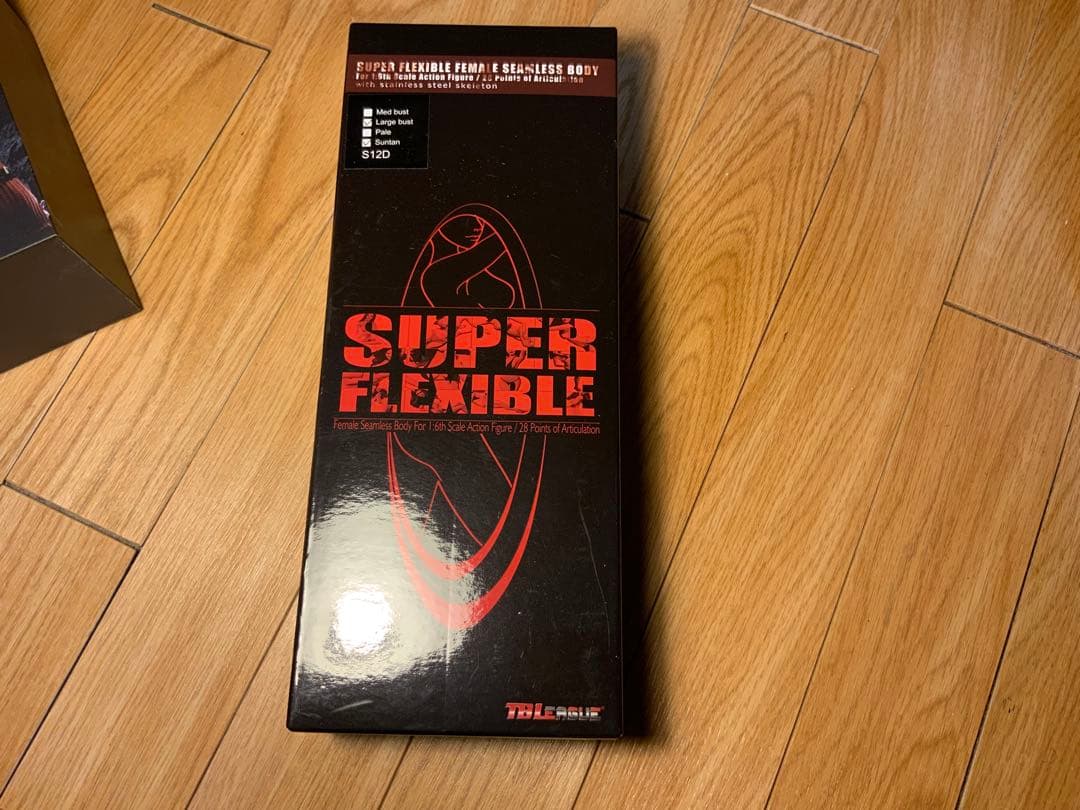 SUPER FLEXIBLE FEMALE SEAMLESS BODY
For 1:6th Scale Action Figure / 28 Points of Articulation
with stainless steel skeleton
Med bust
Large bust
Pale
Suntan
S12D
SUPER
FLEXIBLE
Female Seamless Body For 1:6th Scale Action Figure / 28 Points of Articulation
TBLEAGUE